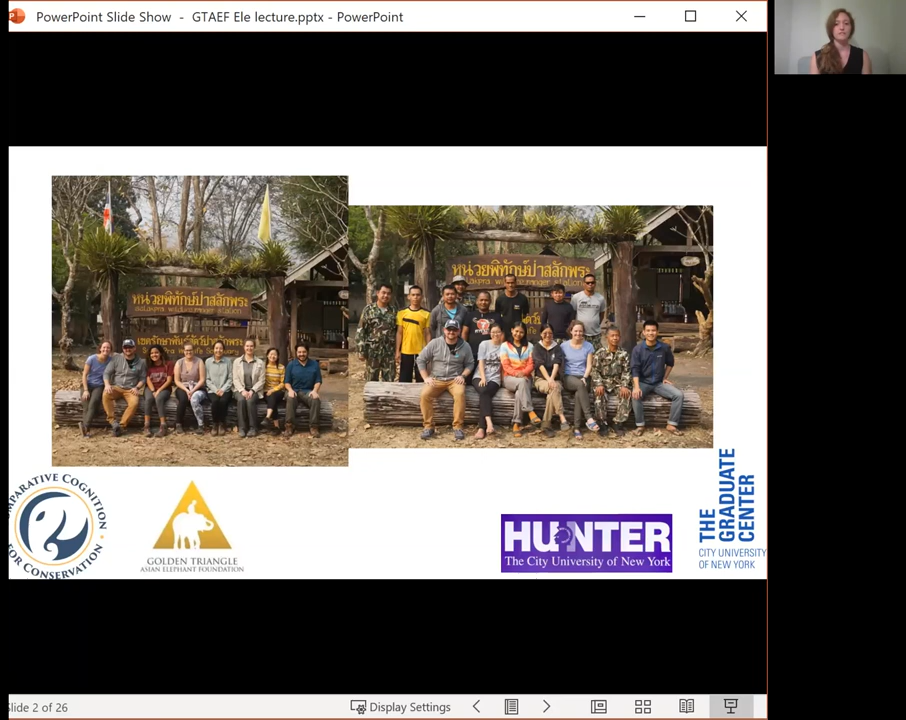 PowerPoint Slide Show - GTAEF Ele lecture.pptx - PowerPoint
หน่วยพิทักษ์ป่าสลักพระ
หน่วยพิทักษ์ป่าสลักพระ
COMPARATIVE COGNITION
FOR CONSERVATION
GOLDEN TRIANGLE
ASIAN ELEPHANT FOUNDATION
HUNTER
The City University of New York
THE
GRADUATE
CENTER
CITY UNIVERSITY
OF NEW YORK
Slide 2 of 26
Display Settings